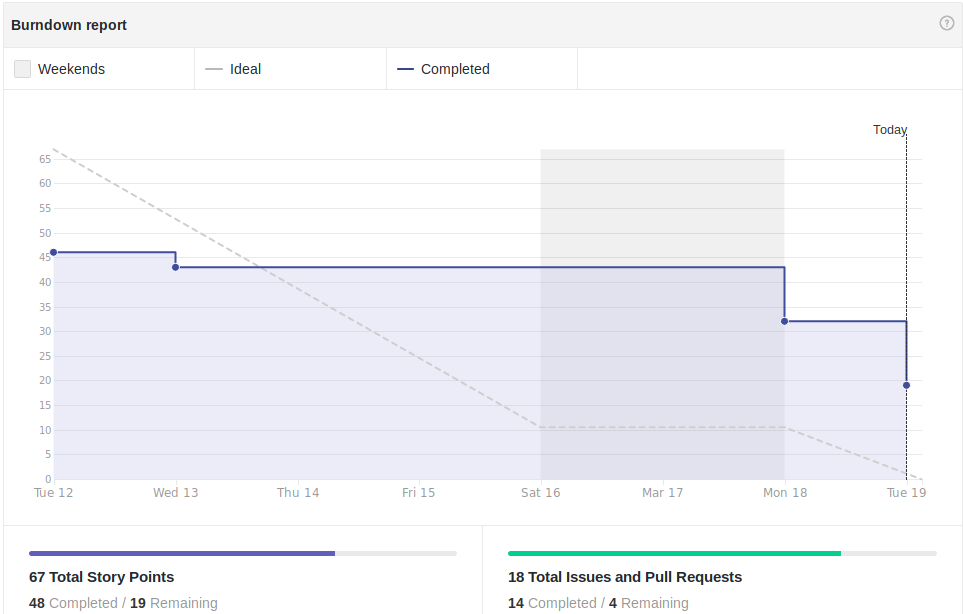 Burndown report
?
Weekends
Ideal
Completed
Today
65
60
55
50
45
40
35
30
25
20
15
10
5
0
Tue 12 Wed 13 Thu 14 Fri 15 Sat 16 Mar 17 Mon 18 Tue 19
67 Total Story Points
48 Completed / 19 Remaining
18 Total Issues and Pull Requests
14 Completed / 4 Remaining